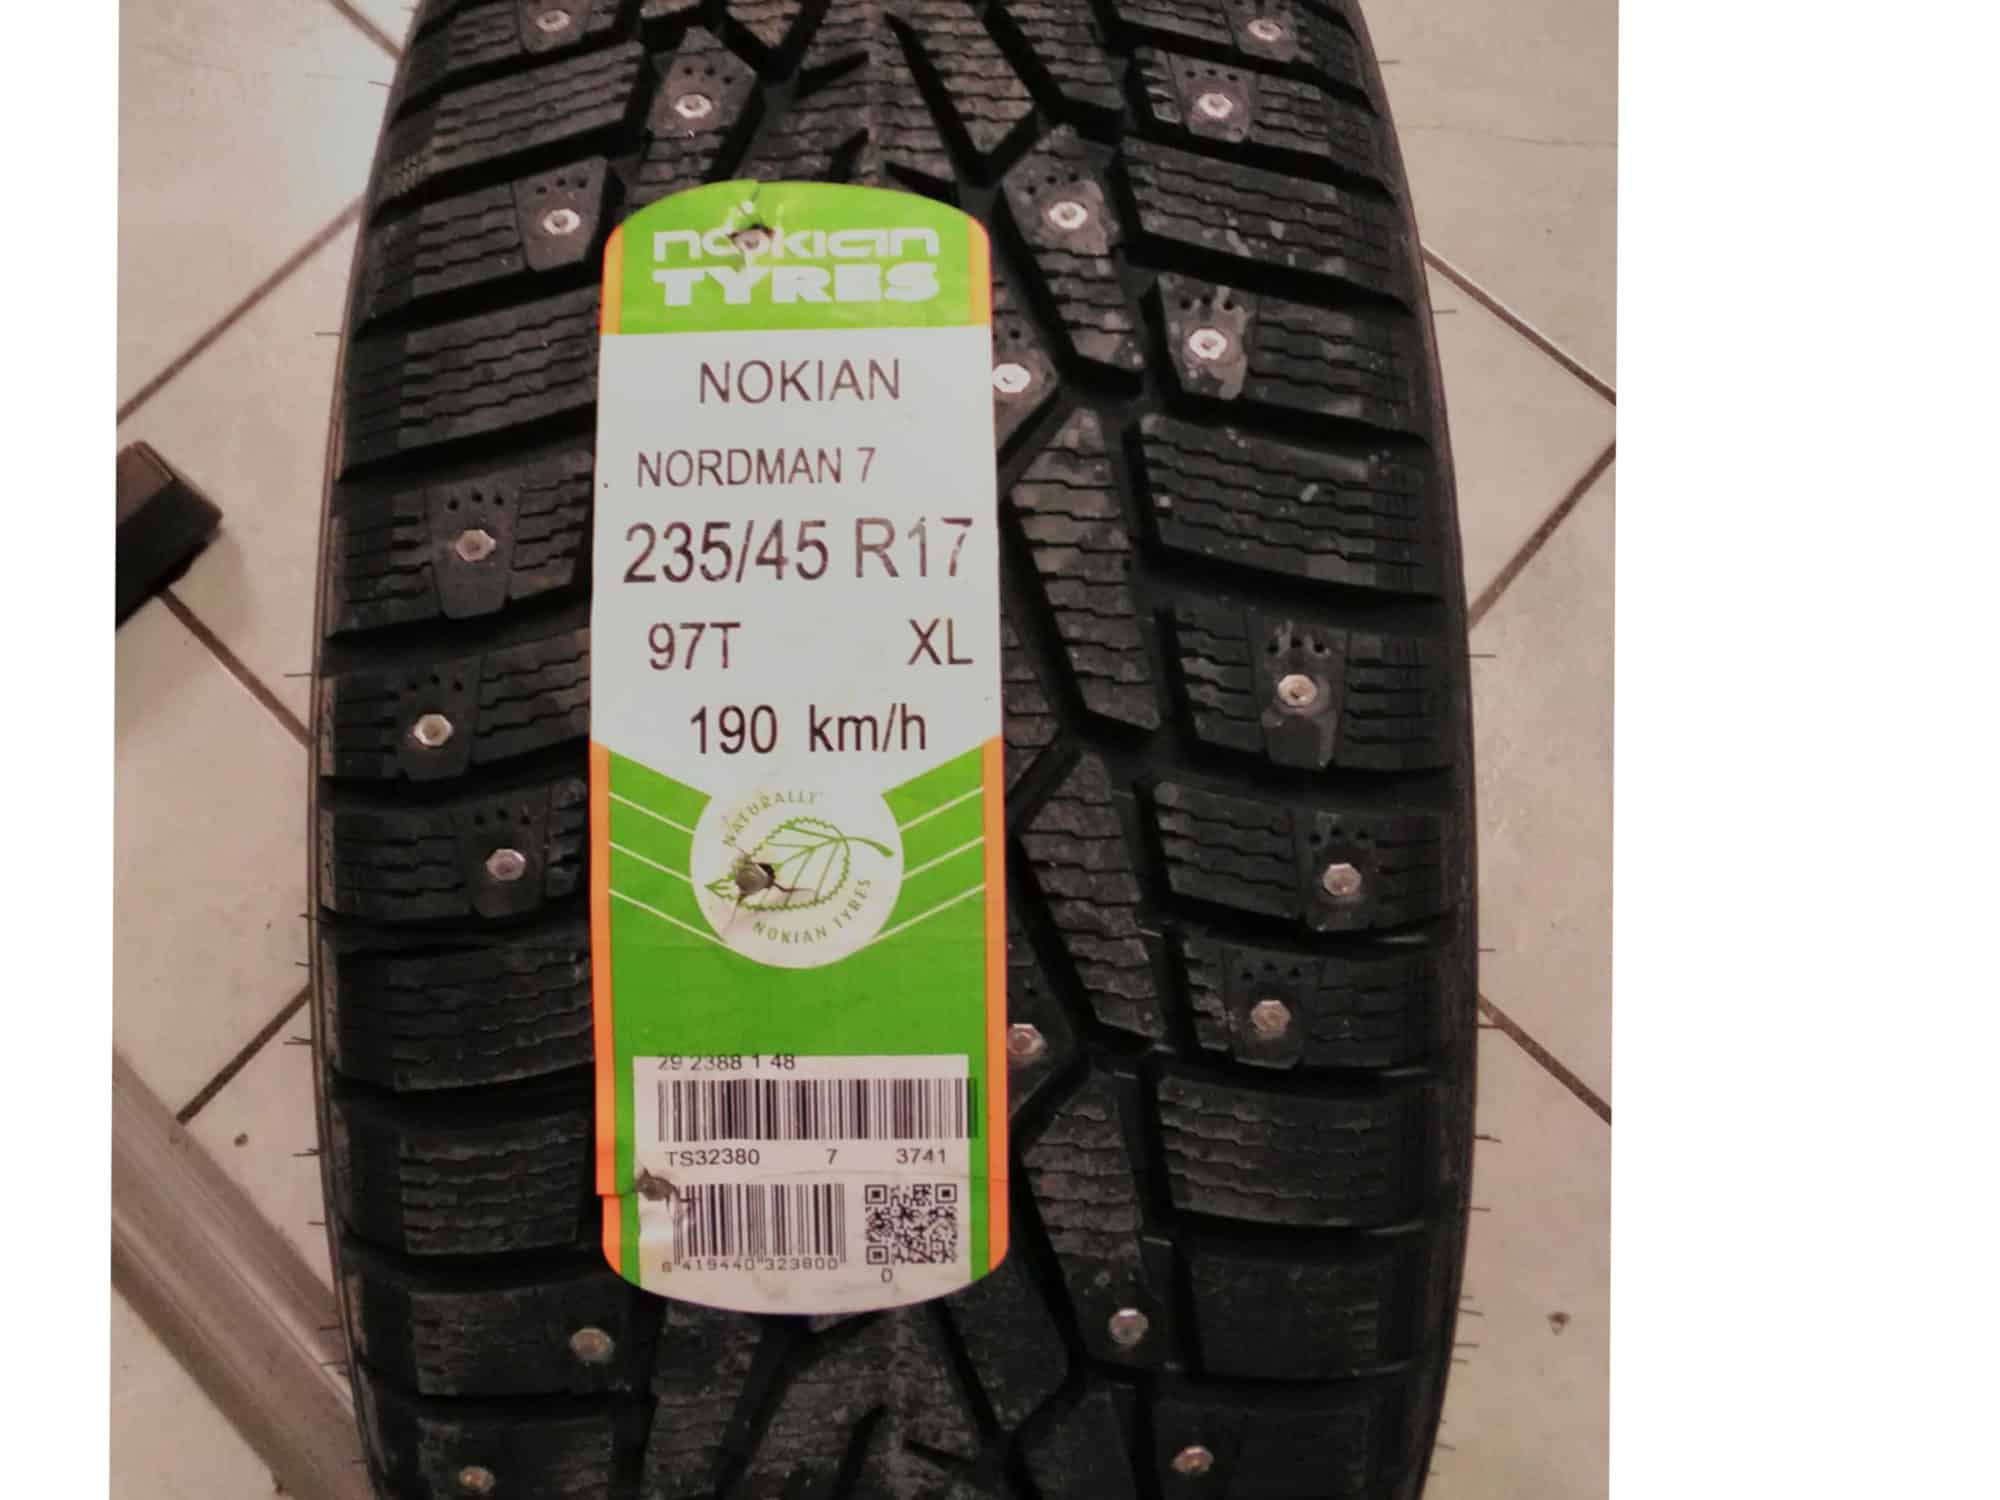 nokian
TYRES
NOKIAN
NORDMAN 7
235/45 R17
97T XL
190 km/h
NATURALLY
NOKIAN TYRES
29 2388 1 48
TS32380 7 3741
6 419440 323800
0